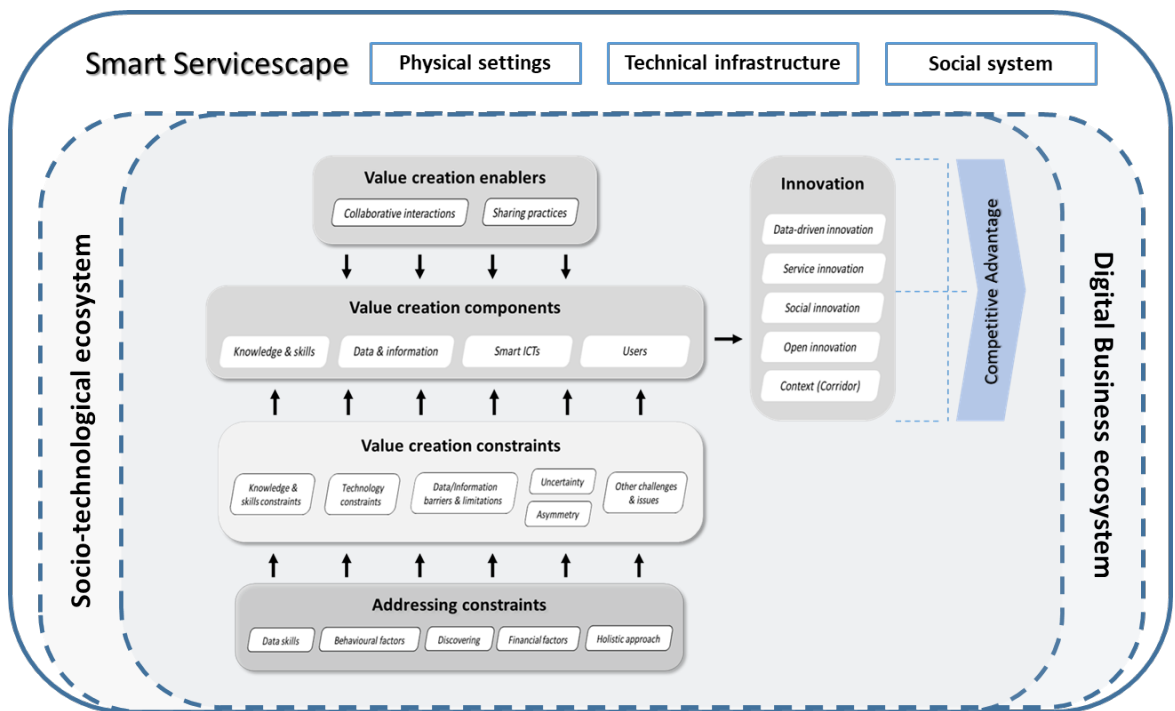 Smart Servicescape
Physical settings
Technical infrastructure
Social system
Socio-technological ecosystem
Value creation enablers
Collaborative interactions
Sharing practices
Value creation components
Knowledge & skills
Data & information
Smart ICTs
Users
Value creation constraints
Knowledge &
skills constraints
Technology
constraints
Data/Information
barriers & limitations
Uncertainty
Asymmetry
Other challenges
& issues
Addressing constraints
Data skills
Behavioural factors
Discovering
Financial factors
Holistic approach
Innovation
Data-driven innovation
Service innovation
Social innovation
Open innovation
Context (Corridor)
Competitive Advantage
Digital Business ecosystem